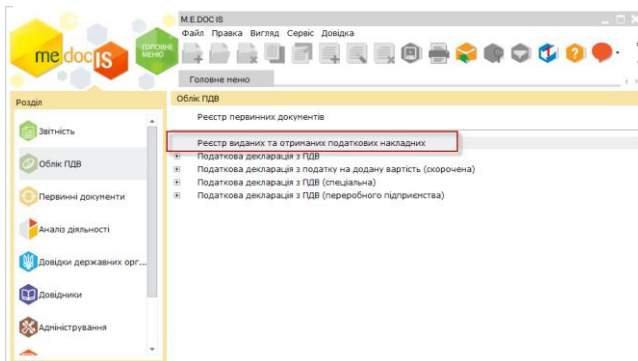 M.E.DOC IS
Файл Правка Вигляд Сервіс Довідка
me doc IS
ГОЛОВНЕ МЕНЮ
Головне меню
Розділ
Облік ПДВ
Звітність
Облік ПДВ
Первинні документи
Аналіз діяльності
Довідки державних орг...
Довідники
Адміністрування
Реєстр первинних документів
Реєстр виданих та отриманих податкових накладних
Податкова декларація з ПДВ
Податкова декларація з податку на додану вартість (скорочена)
Податкова декларація з ПДВ (спеціальна)
Податкова декларація з ПДВ (переробного підприємства)